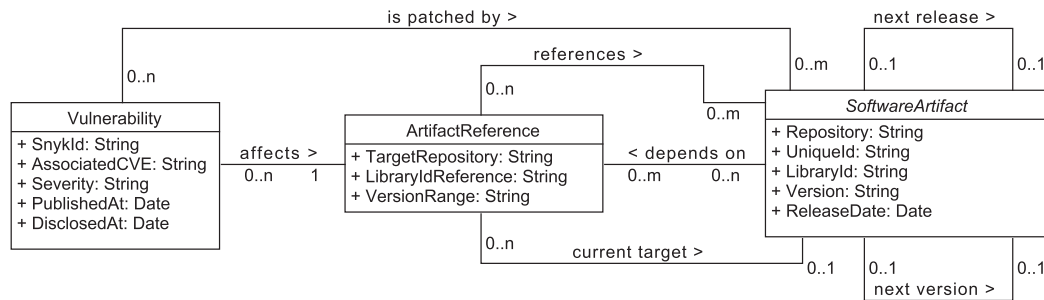 is patched by >
next release >
references >
0..n
0..m
0..1
0..1
0..n
0..m
Vulnerability
+ SnykId: String
+ AssociatedCVE: String
+ Severity: String
+ PublishedAt: Date
+ DisclosedAt: Date
affects >
0..n
1
ArtifactReference
+ TargetRepository: String
+ LibraryIdReference: String
+ VersionRange: String
< depends on
0..m
0..n
SoftwareArtifact
+ Repository: String
+ UniqueId: String
+ LibraryId: String
+ Version: String
+ ReleaseDate: Date
0..n
current target >
0..1
0..1
0..1
next version >